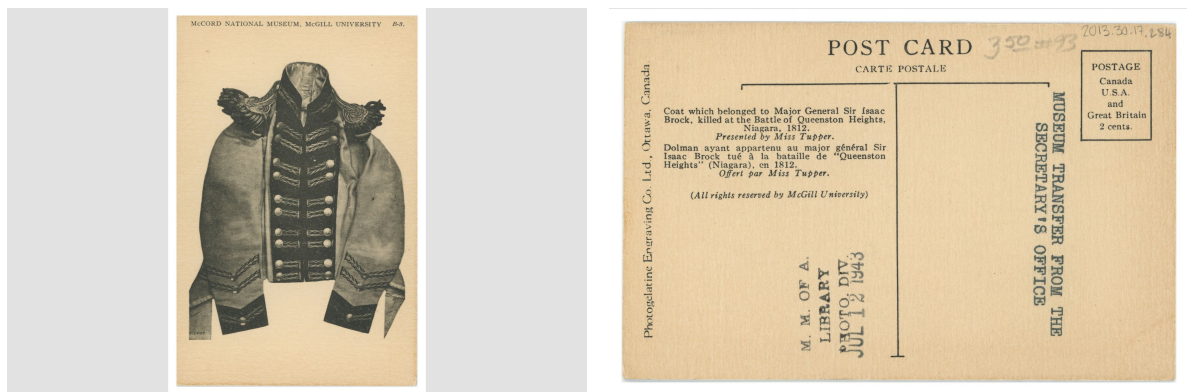 McCORD NATIONAL MUSEUM, McGILL UNIVERSITY B-8.
POST CARD
CARTE POSTALE
3 50
2013.30.17.284
POSTAGE
Canada
U.S.A.
and
Great Britain
2 cents.
Photogelatine Engraving Co. Ltd., Ottawa, Canada
Coat which belonged to Major General Sir Isaac
Brock, killed at the Battle of Queenston Heights,
Niagara, 1812.
Presented by Miss Tupper.
Dolman ayant appartenu au major général Sir
Isaac Brock tué à la bataille de "Queenston
Heights" (Niagara), en 1812.
Offert par Miss Tupper.
(All rights reserved by McGill University)
M. M. OF A.
LIBRARY
PHOTO. DIV.
JUL 12 1943
MUSEUM TRANSFER FROM THE
SECRETARY'S OFFICE